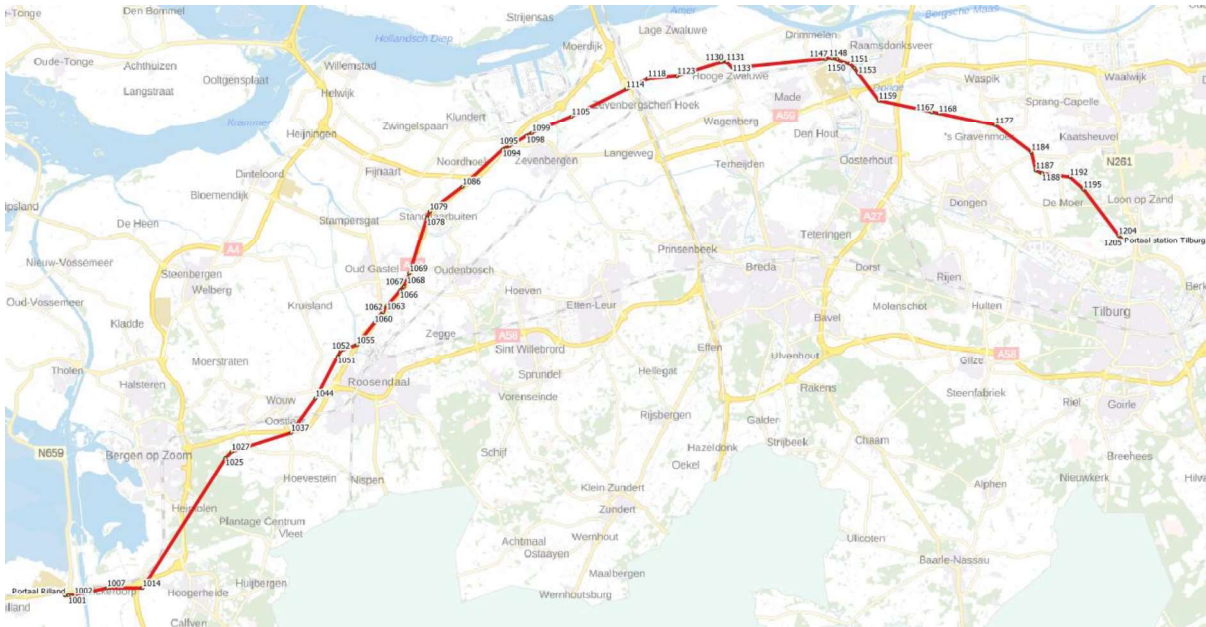 -Tonge
Den Bommel
Strijensas
Amer
Bergsche Maas
Hollandsch Diep
Lage Zwaluwe
Drimmelen
Moerdijk
Raamsdonksveer
Oude-Tonge
Achthuizen
Willemstad
1130 1131
1147 1148
1151
Ooltgensplaat
1118 1123
1133
1150
1153
Waspik
Waalwijk
Langstraat
Helwijk
1114
Hooge Zwaluwe
Donge
Zevenbergschen Hoek
Made
1159
Sprang-Capelle
Klundert
1105
1167 1168
Krammer
Zwingelspaan
Wagenberg
A59
1177
Heijningen
1099
Den Hout
's Gravenmoer
Kaatsheuvel
1095 1098
1094
Langeweg
1184
Noordhoek
Zevenbergen
Oosterhout
N261
Dinteloord
Fijnaart
Terheijden
1187
1188
1192
Bloemendijk
1086
1195
De Moer
Loon op Zand
1079
Dongen
De Heen
Stampersgat
1078
A27
1204
A4
Teteringen
1205 Portaal station Tilburg
Prinsenbeek
Nieuw-Vossemeer
Oud Gastel
1069
Oudenbosch
Steenbergen
Breda
Dorst
Rijen
Welberg
1067 1068
Hoeven
1066
Oud-Vossemeer
Kruisland
1062 1063
Etten-Leur
Molenschot
Hulten
1060
Tilburg
Kladde
Bavel
Zegge
A58
1055
Moerstraten
1052
1051
Sint Willebrord
Effen
Ulvenhout
Gilze
A58
Tholen
Halsteren
Roosendaal
Sprundel
Hellegat
Rakens
Steenfabriek
1044
Vorenseinde
Wouw
Riel
Goirle
Rijsbergen
Galder
1037
Strijbeek
Chaam
N659
1027
Hazeldonk
Bergen op Zoom
1025
Schijf
Oekel
Breehees
Hoevestein
Nispen
Nieuwkerk
Klein Zundert
Alphen
Plantage Centrum
Zundert
Vleet
Achtmaal
Wernhout
Ulicoten
Ostaayen
Baarle-Nassau
Maalbergen
Portaal Rilland
1002
1007
1014
Huijbergen
1001
Hoogerheide
Wernhoutsburg
Calfven